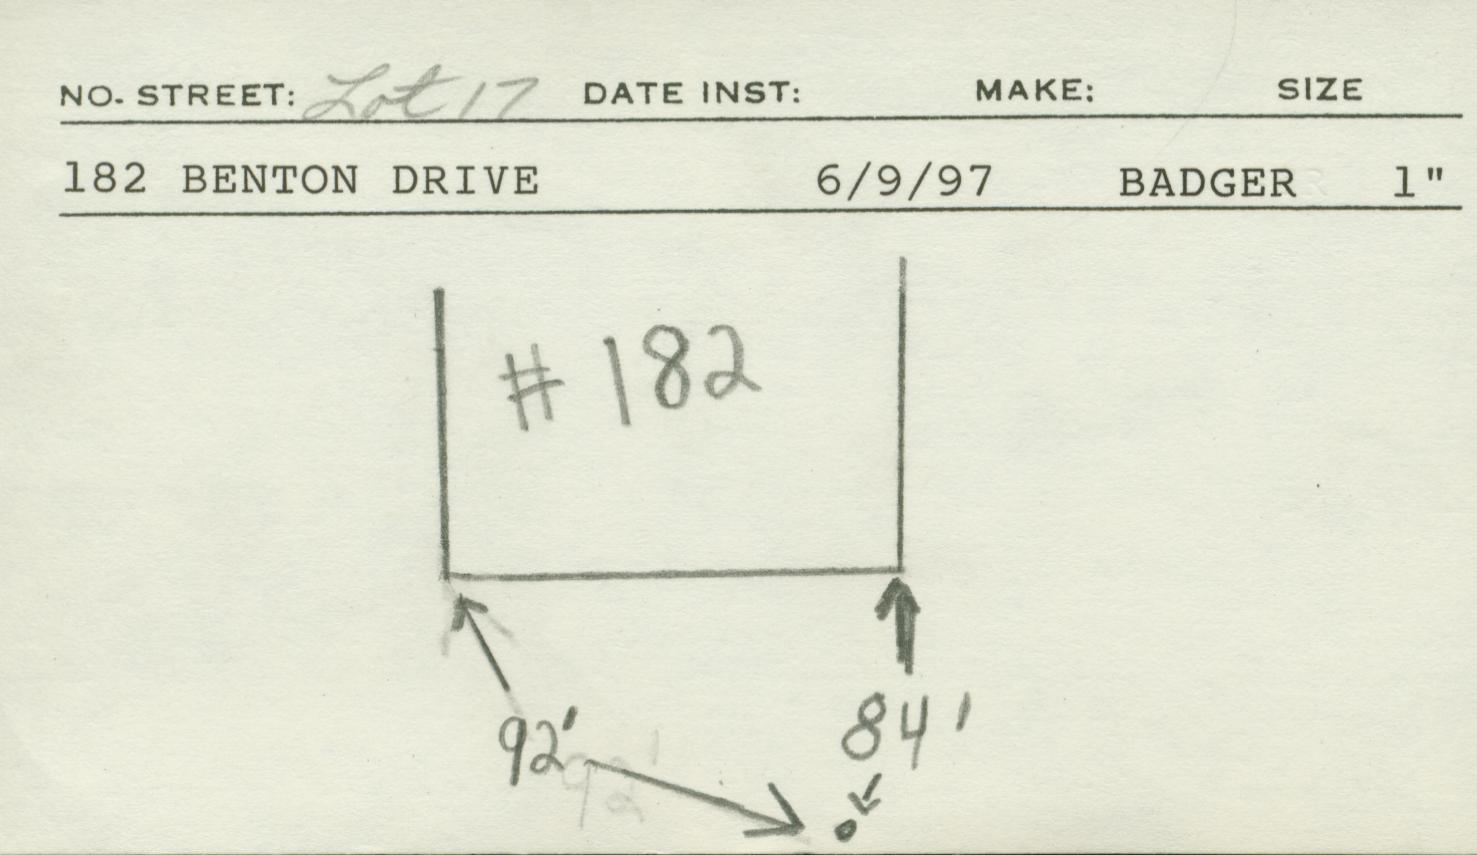 NO. STREET: Lot 17 DATE INST: MAKE: SIZE
182 BENTON DRIVE 6/9/97 BADGER 1"
# 182
84'
92'
92'